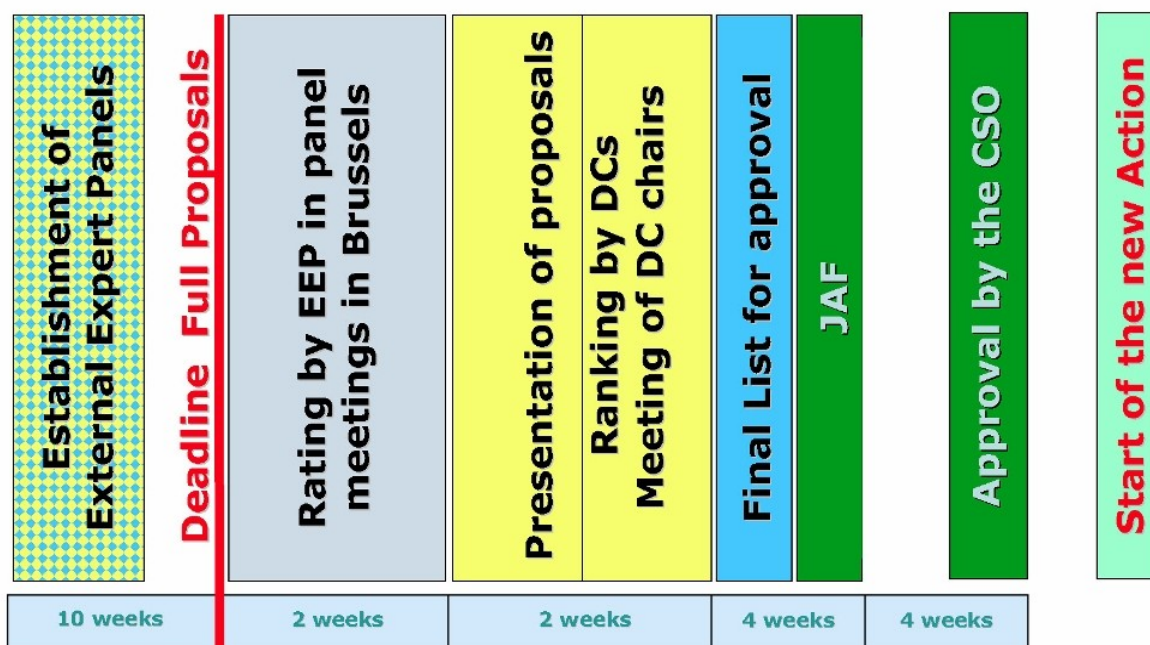 Establishment of
External Expert Panels
Deadline Full Proposals
Rating by EEP in panel
meetings in Brussels
Presentation of proposals
Ranking by DCs
Meeting of DC chairs
Final List for approval
JAF
Approval by the CSO
Start of the new Action
10 weeks
2 weeks
2 weeks
4 weeks
4 weeks